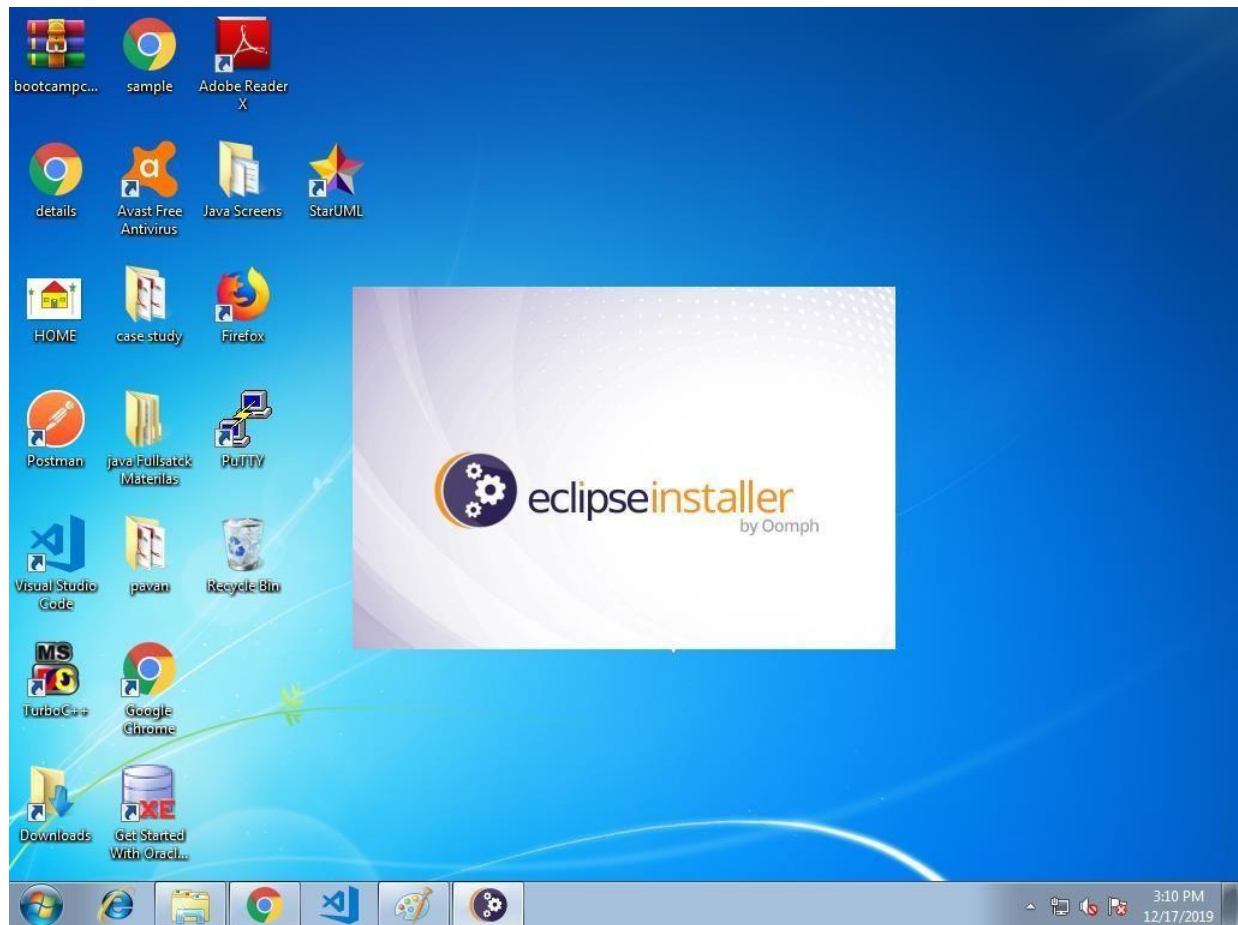 bootcampc...
sample
Adobe Reader
X
details
Avast Free
Antivirus
Java Screens
StarUML
HOME
case study
Firefox
Postman
java Fullsatck
Materilas
PuTTY
Visual Studio
Code
pavan
Recycle Bin
eclipseinstaller
by Oomph
MS
TurboC++
Google
Chrome
Downloads
XE
Get Started
With Oracl...
3:10 PM
12/17/2019